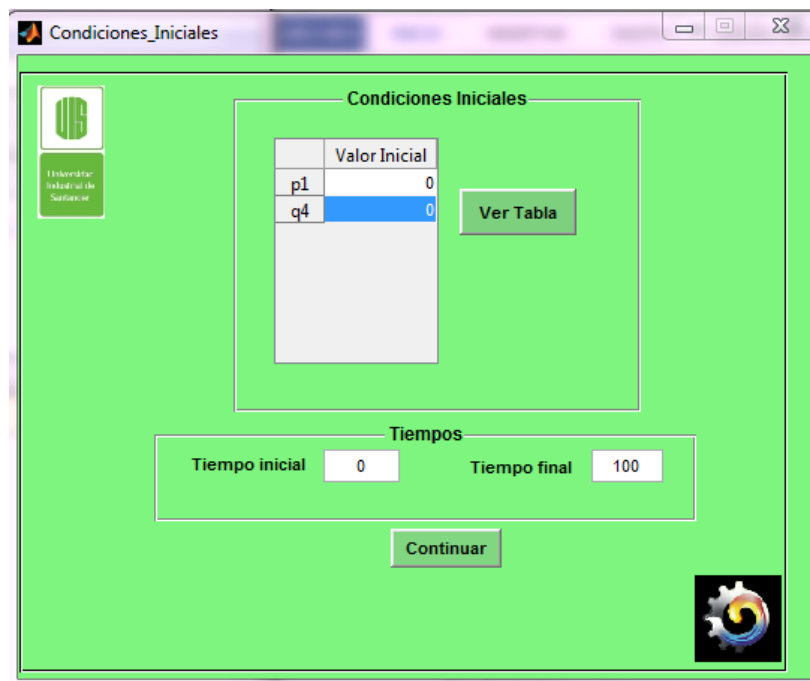 Condiciones_Iniciales
Universidad
Industrial de
Santander
Condiciones Iniciales
Valor Inicial
p1 0
q4 0
Ver Tabla
Tiempos
Tiempo inicial 0 Tiempo final 100
Continuar